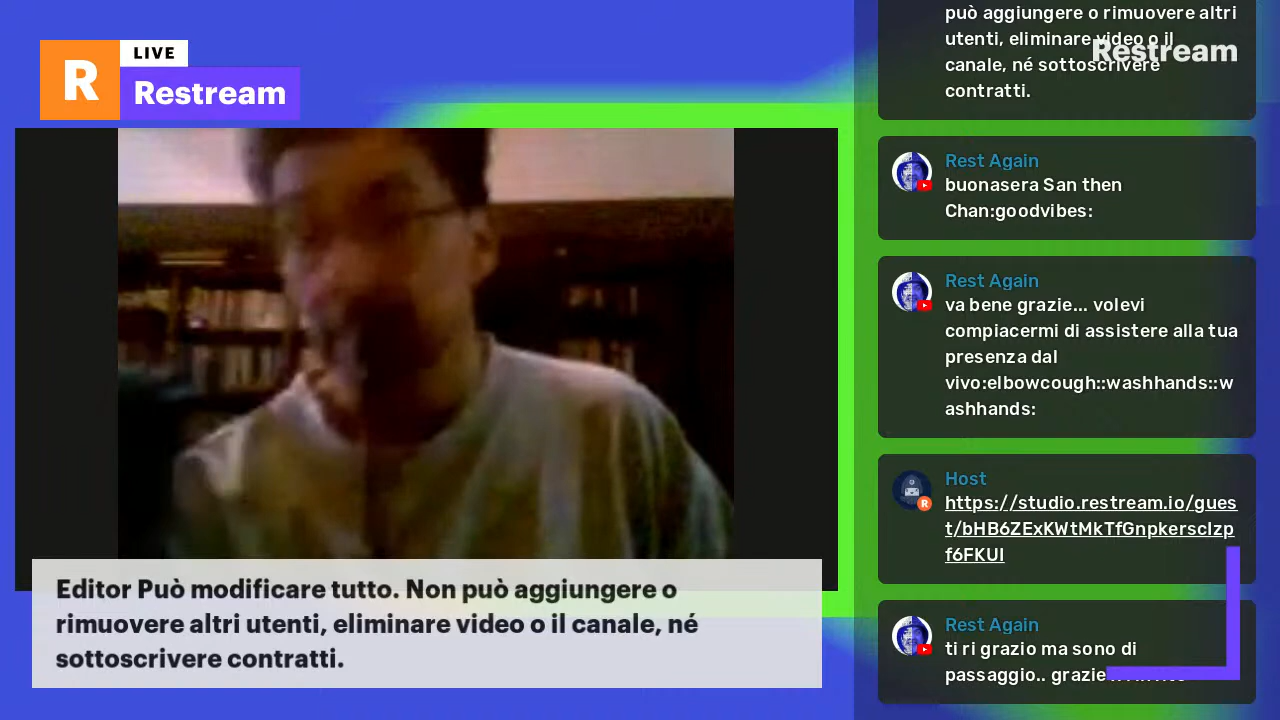 R
LIVE
Restream
Editor Può modificare tutto. Non può aggiungere o
rimuovere altri utenti, eliminare video o il canale, né
sottoscrivere contratti.
Restream
può aggiungere o rimuovere altri
utenti, eliminare video o il
canale, né sottoscrivere
contratti.
Rest Again
buonasera San then
Chan:goodvibes:
Rest Again
va bene grazie... volevi
compiacermi di assistere alla tua
presenza dal
vivo:elbowcough::washhands::w
ashhands:
Host
R
https://studio.restream.io/gues
t/bHB6ZExKWtMkTfGnpkersclzp
f6FKUI
Rest Again
ti ri grazio ma sono di
passaggio.. grazie